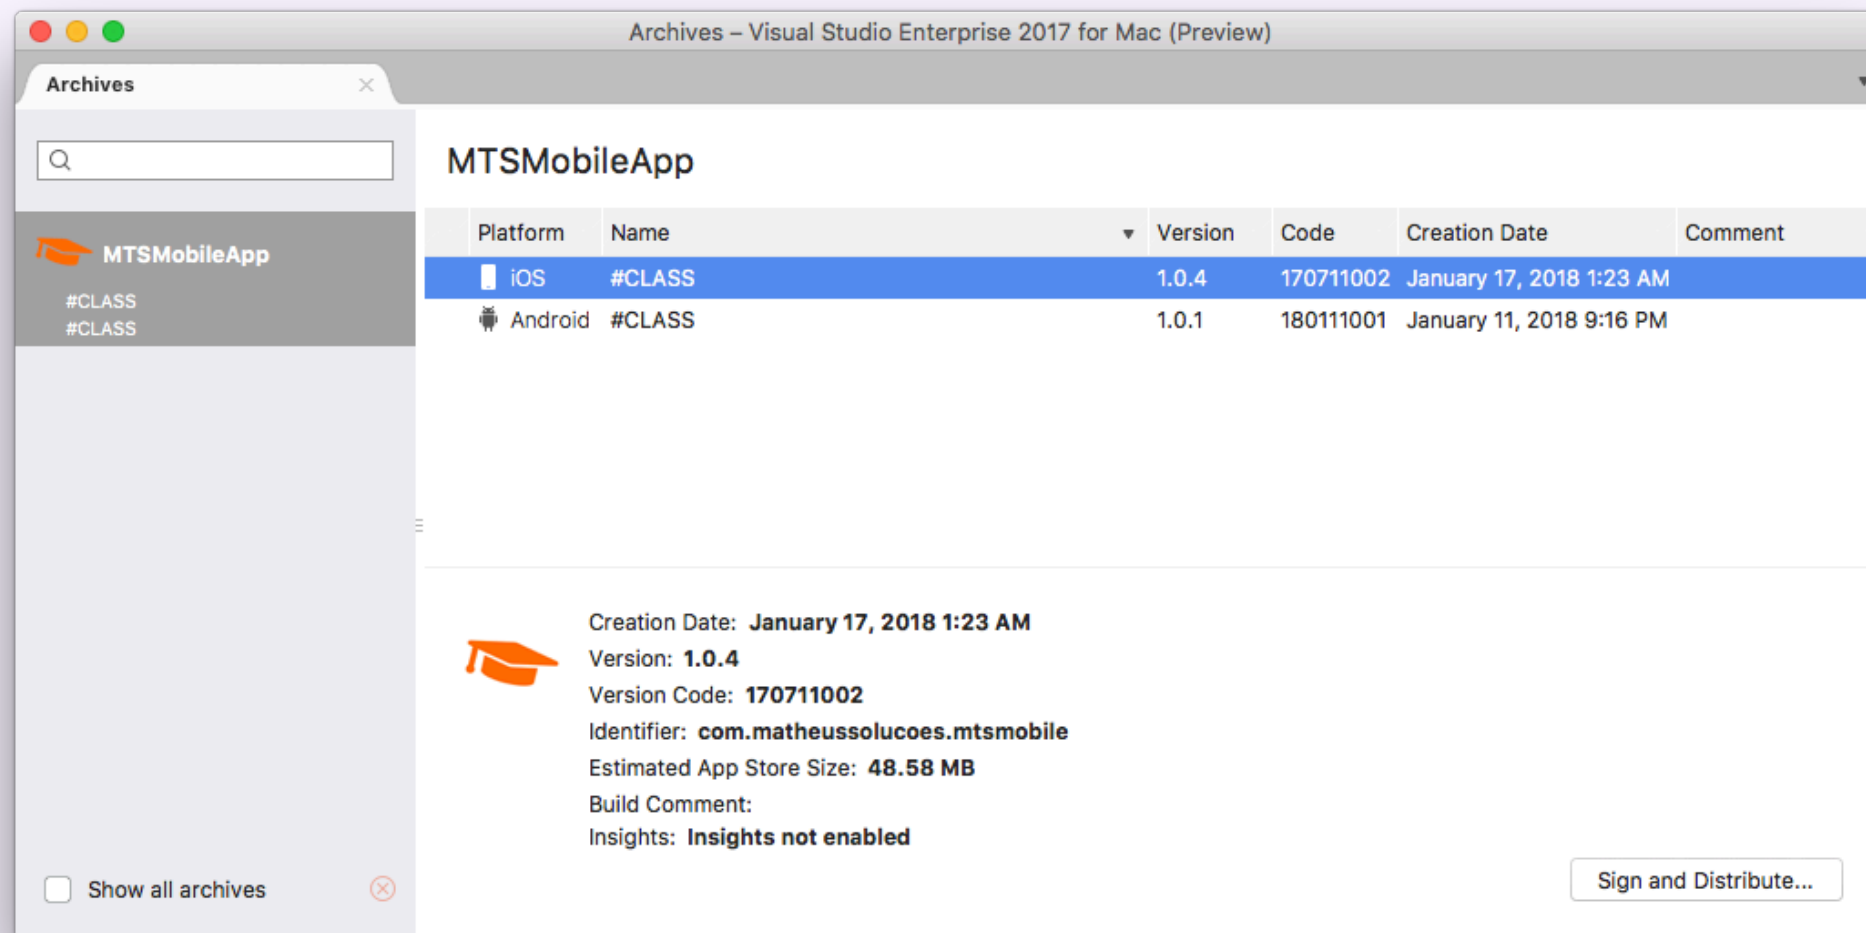 Archives – Visual Studio Enterprise 2017 for Mac (Preview)
Archives
MTSMobileApp
#CLASS
#CLASS
Show all archives
MTSMobileApp
Platform Name Version Code Creation Date Comment
iOS #CLASS 1.0.4 170711002 January 17, 2018 1:23 AM
Android #CLASS 1.0.1 180111001 January 11, 2018 9:16 PM
Creation Date: January 17, 2018 1:23 AM
Version: 1.0.4
Version Code: 170711002
Identifier: com.matheussolucoes.mtsmobile
Estimated App Store Size: 48.58 MB
Build Comment:
Insights: Insights not enabled
Sign and Distribute...